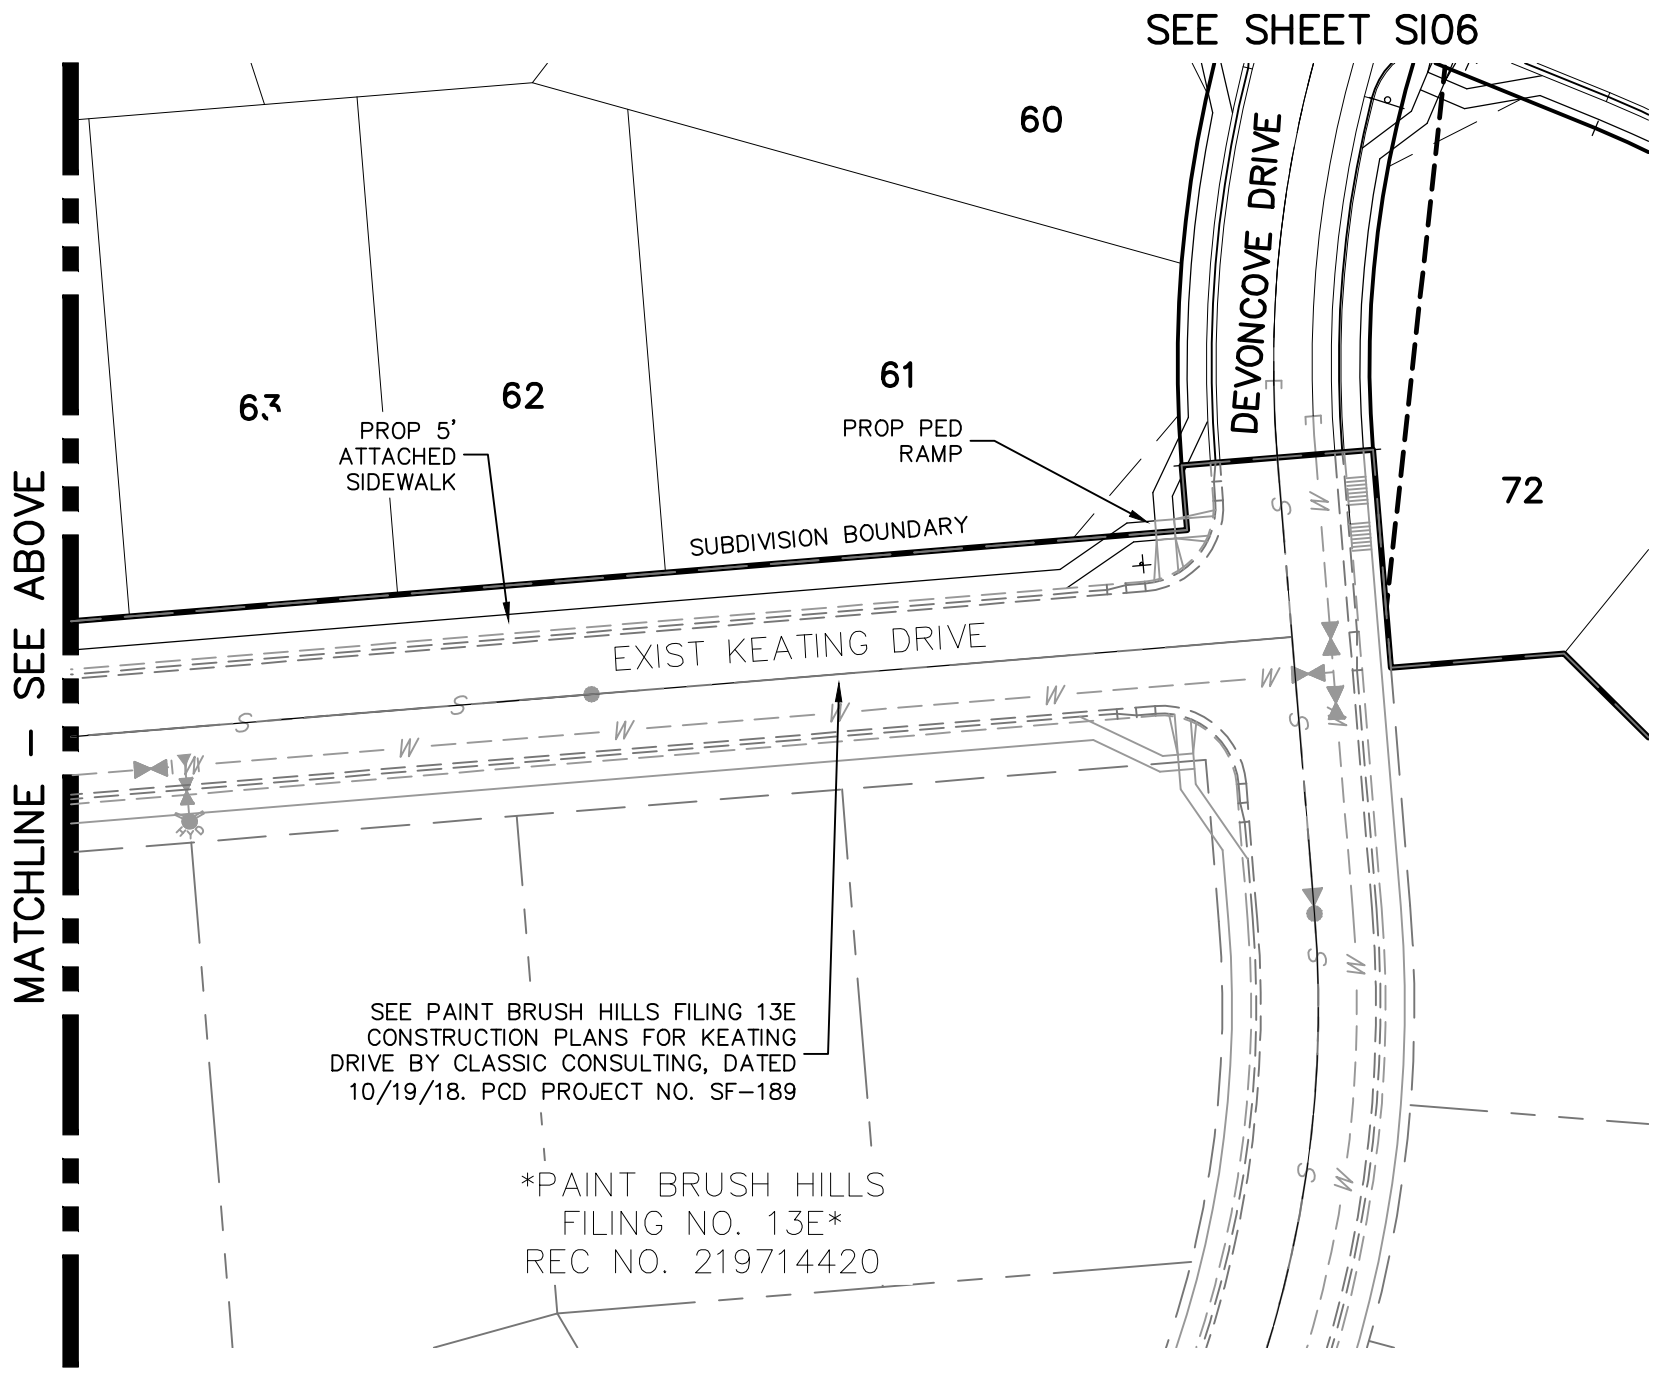 SEE SHEET SI06
60
DEVONCOVE DRIVE
61
62
63
PROP 5'
ATTACHED
SIDEWALK
PROP PED
RAMP
72
SUBDIVISION BOUNDARY
MATCHLINE - SEE ABOVE
EXIST KEATING DRIVE
E
E
S
W
S
S
W
W
W
W
W
W
S
W
E
HYD
S
W
S
W
SEE PAINT BRUSH HILLS FILING 13E
CONSTRUCTION PLANS FOR KEATING
DRIVE BY CLASSIC CONSULTING, DATED
10/19/18. PCD PROJECT NO. SF-189
*PAINT BRUSH HILLS
FILING NO. 13E*
REC NO. 219714420